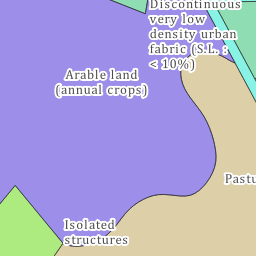 Discontinuous
very low
density urban
fabric (S.L. :
< 10%)
Arable land
(annual crops)
Pastu
Isolated
structures